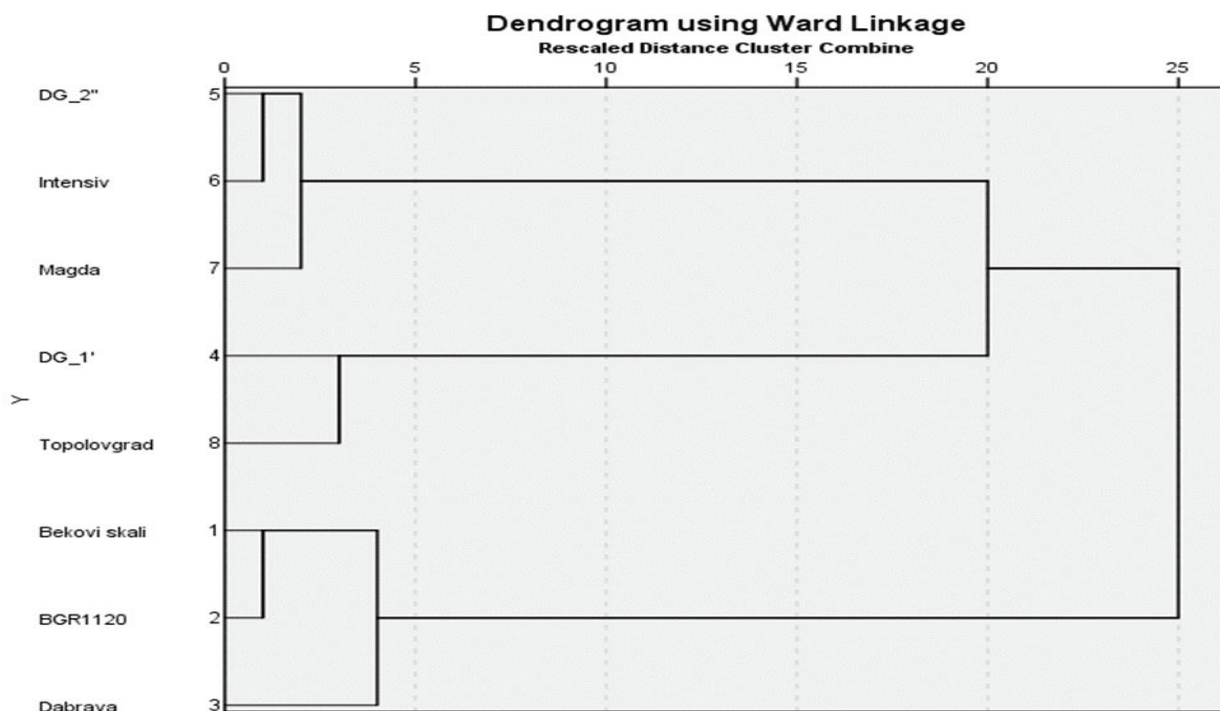 Dendrogram using Ward Linkage
Rescaled Distance Cluster Combine
0 5 10 15 20 25
DG_2" 5
Intensiv 6
Magda 7
DG_1' 4
Y
Topolovgrad 8
Bekovi skali 1
BGR1120 2
Dabrava 3